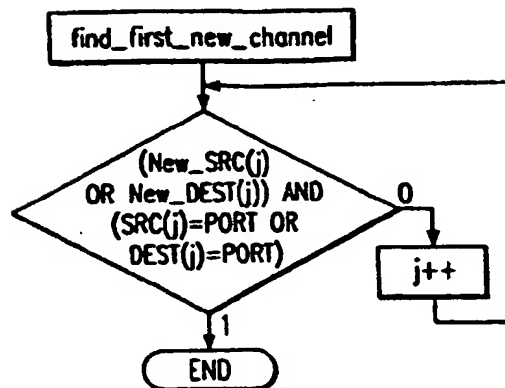 find_first_new_channel
(New_SRC(j)
OR New_DEST(j)) AND
(SRC(j)=PORT OR
DEST(j)=PORT)
0
j++
1
END